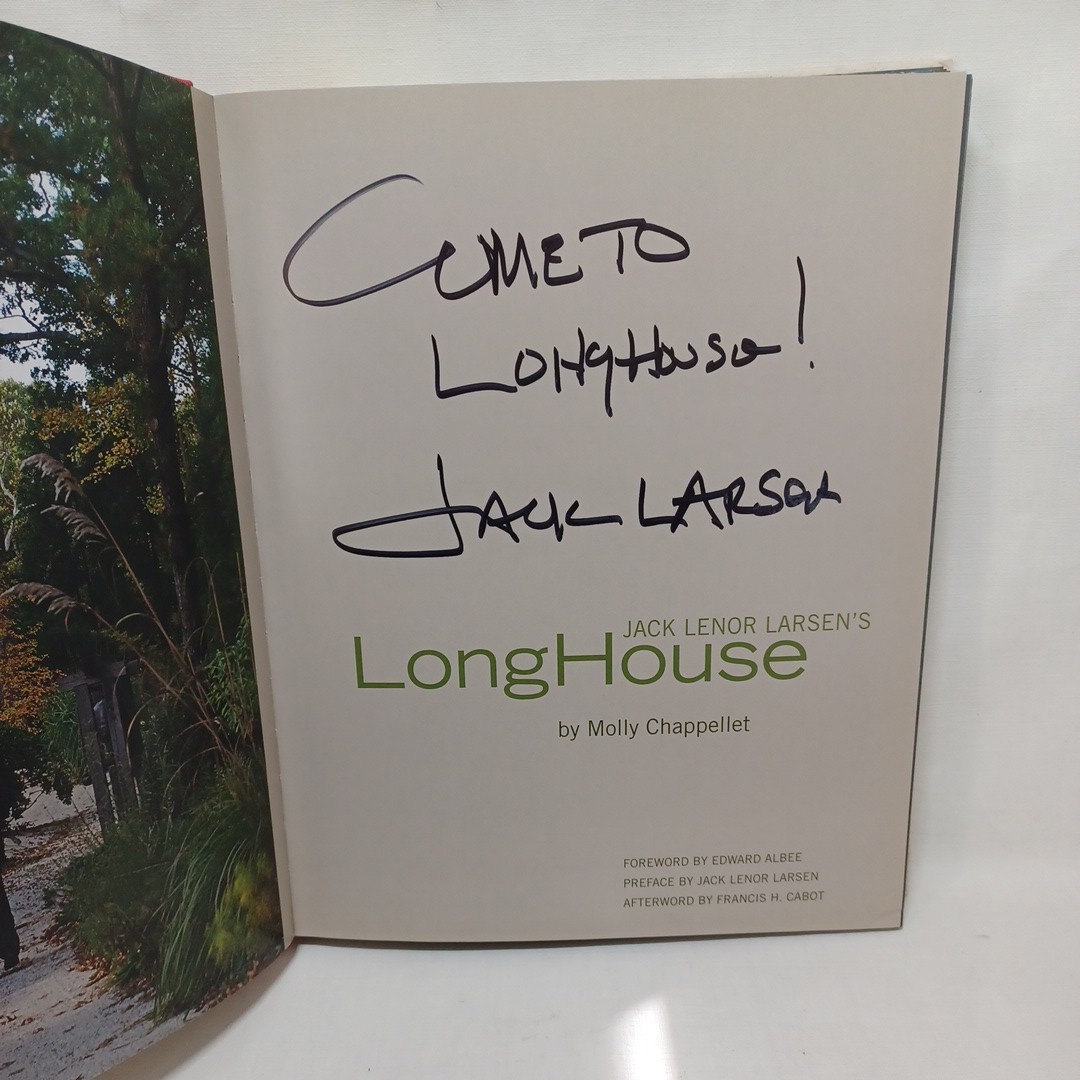 COME TO
LONGHOUSE!
JACK LARSEN
JACK LENOR LARSEN'S
LongHouse
by Molly Chappellet
FOREWORD BY EDWARD ALBEE
PREFACE BY JACK LENOR LARSEN
AFTERWORD BY FRANCIS H. CABOT